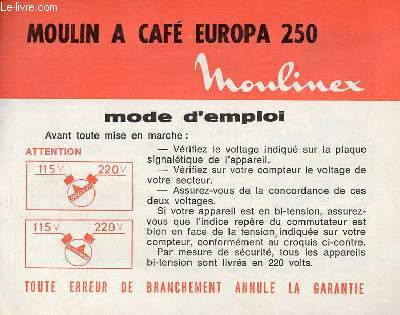 © Le-livre.com
MOULIN A CAFÉ EUROPA 250
Moulinex
mode d'emploi
Avant toute mise en marche :
ATTENTION
115 V 220 V
115 V 220 V
— Vérifiez le voltage indiqué sur la plaque
signalétique de l'appareil.
— Vérifiez sur votre compteur le voltage de
votre secteur.
— Assurez-vous de la concordance de ces
deux voltages.
Si votre appareil est en bi-tension, assurez-
vous que l'indice repère du commutateur est
bien en face de la tension indiquée sur votre
compteur, conformément au croquis ci-contre.
Par mesure de sécurité, tous les appareils
bi-tension sont livrés en 220 volts.
TOUTE ERREUR DE BRANCHEMENT ANNULE LA GARANTIE